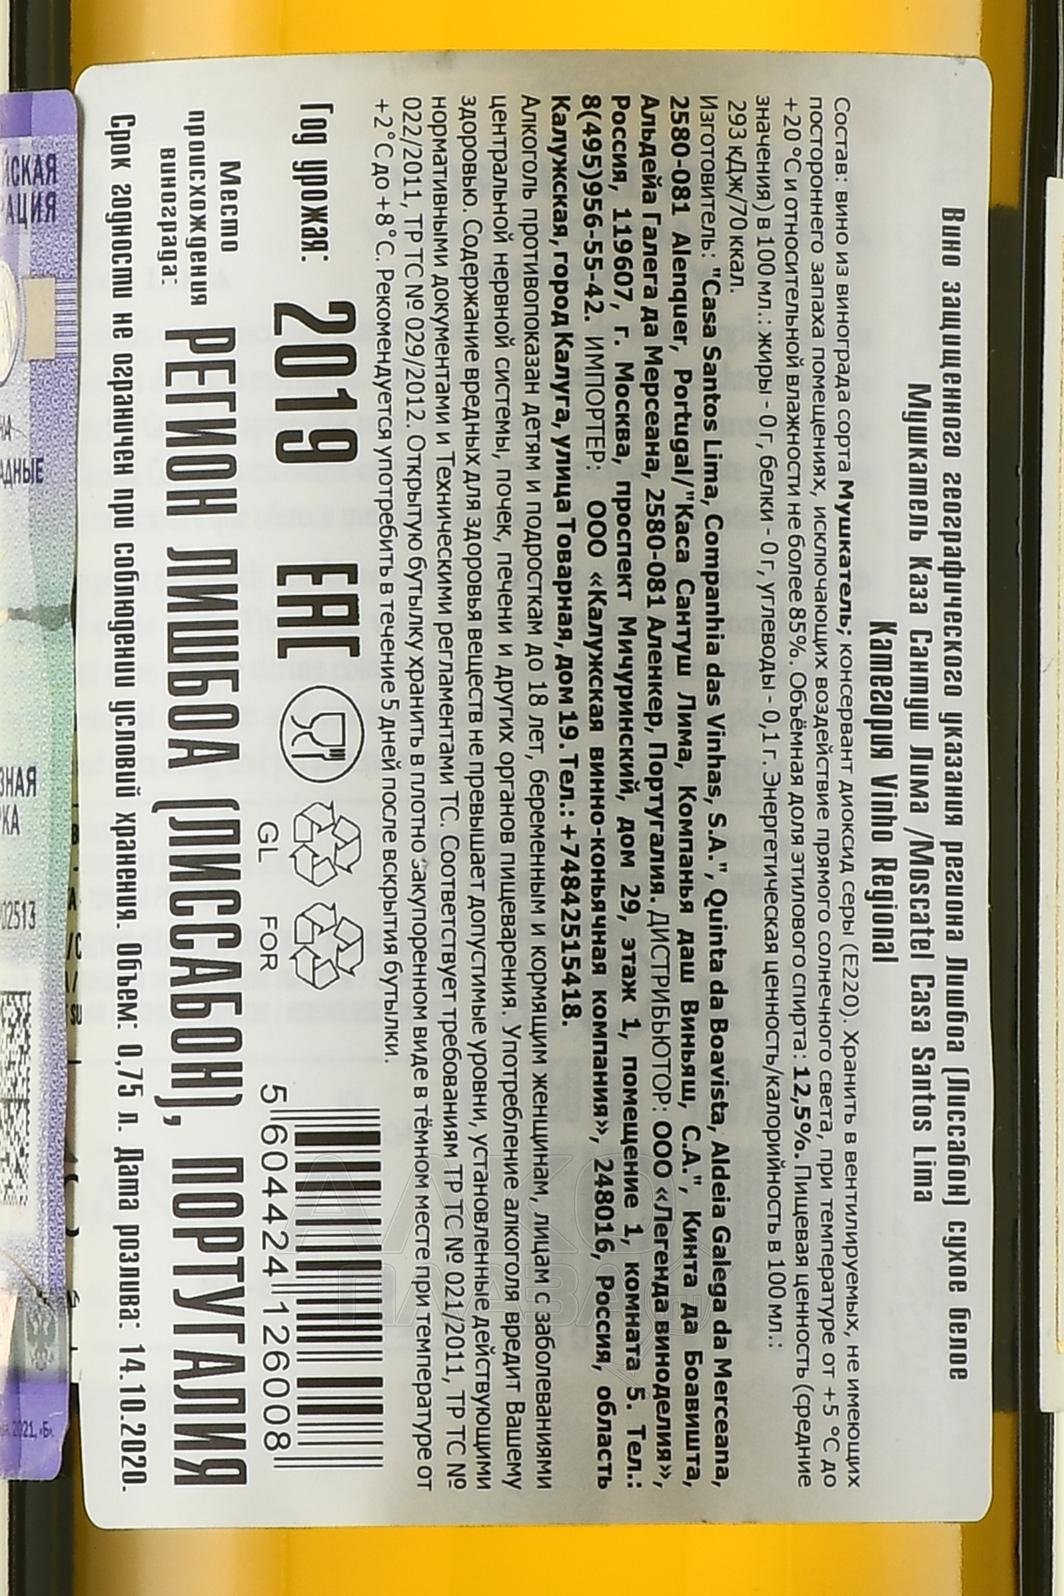 Вино защищенного географического указания региона Лишбоа (Лиссабон) сухое белое
Мушкатель Каза Сантуш Лима /Moscatel Casa Santos Lima
Категория Vinho Regional
Состав: вино из винограда сорта Мушкатель; консервант диоксид серы (E220). Хранить в вентилируемых, не имеющих
постороннего запаха помещениях, исключающих воздействие прямого солнечного света, при температуре от +5 °C до
+20 °C и относительной влажности не более 85%. Объёмная доля этилового спирта: 12,5%. Пищевая ценность (средние
значения) в 100 мл.: жиры - 0 г, белки - 0 г, углеводы - 0,1 г. Энергетическая ценность/калорийность в 100 мл.:
293 кДж/70 ккал.
Изготовитель: "Casa Santos Lima, Companhia das Vinhas, S.A.", Quinta da Boavista, Aldeia Galega da Merceana,
2580-081 Alenquer, Portugal/"Каса Сантуш Лима, Компанья даш Виньяш, С.А.", Кинта да Боавишта,
Альдейа Галега да Мерсеана, 2580-081 Аленкер, Португалия. ДИСТРИБЬЮТОР: ООО «Легенда виноделия»,
Россия, 119607, г. Москва, проспект Мичуринский, дом 29, этаж 1, помещение 1, комната 5. Тел.:
8(495)956-55-42. ИМПОРТЕР: ООО «Калужская винно-коньячная компания», 248016, Россия, область
Калужская, город Калуга, улица Товарная, дом 19. Тел.: +74842515418.
Алкоголь противопоказан детям и подросткам до 18 лет, беременным и кормящим женщинам, лицам с заболеваниями
центральной нервной системы, почек, печени и других органов пищеварения. Употребление алкоголя вредит Вашему
здоровью. Содержание вредных для здоровья веществ не превышает допустимые уровни, установленные действующими
нормативными документами и Техническими регламентами ТС. Соответствует требованиям ТР ТС № 021/2011, ТР ТС №
022/2011, ТР ТС № 029/2012. Открытую бутылку хранить в плотно закупоренном виде в тёмном месте при температуре от
+2°C до +8°C. Рекомендуется употребить в течение 5 дней после вскрытия бутылки.
Год урожая: 2019 EAC
GL FOR
5 604424 126008
Место
происхождения
винограда:
РЕГИОН ЛИШБОА (ЛИССАБОН), ПОРТУГАЛИЯ
Срок годности не ограничен при соблюдении условий хранения. Объем: 0,75 л. Дата розлива: 14.10.2020.
АЛКО
ПЛАЗА
02513
2021, «Б».